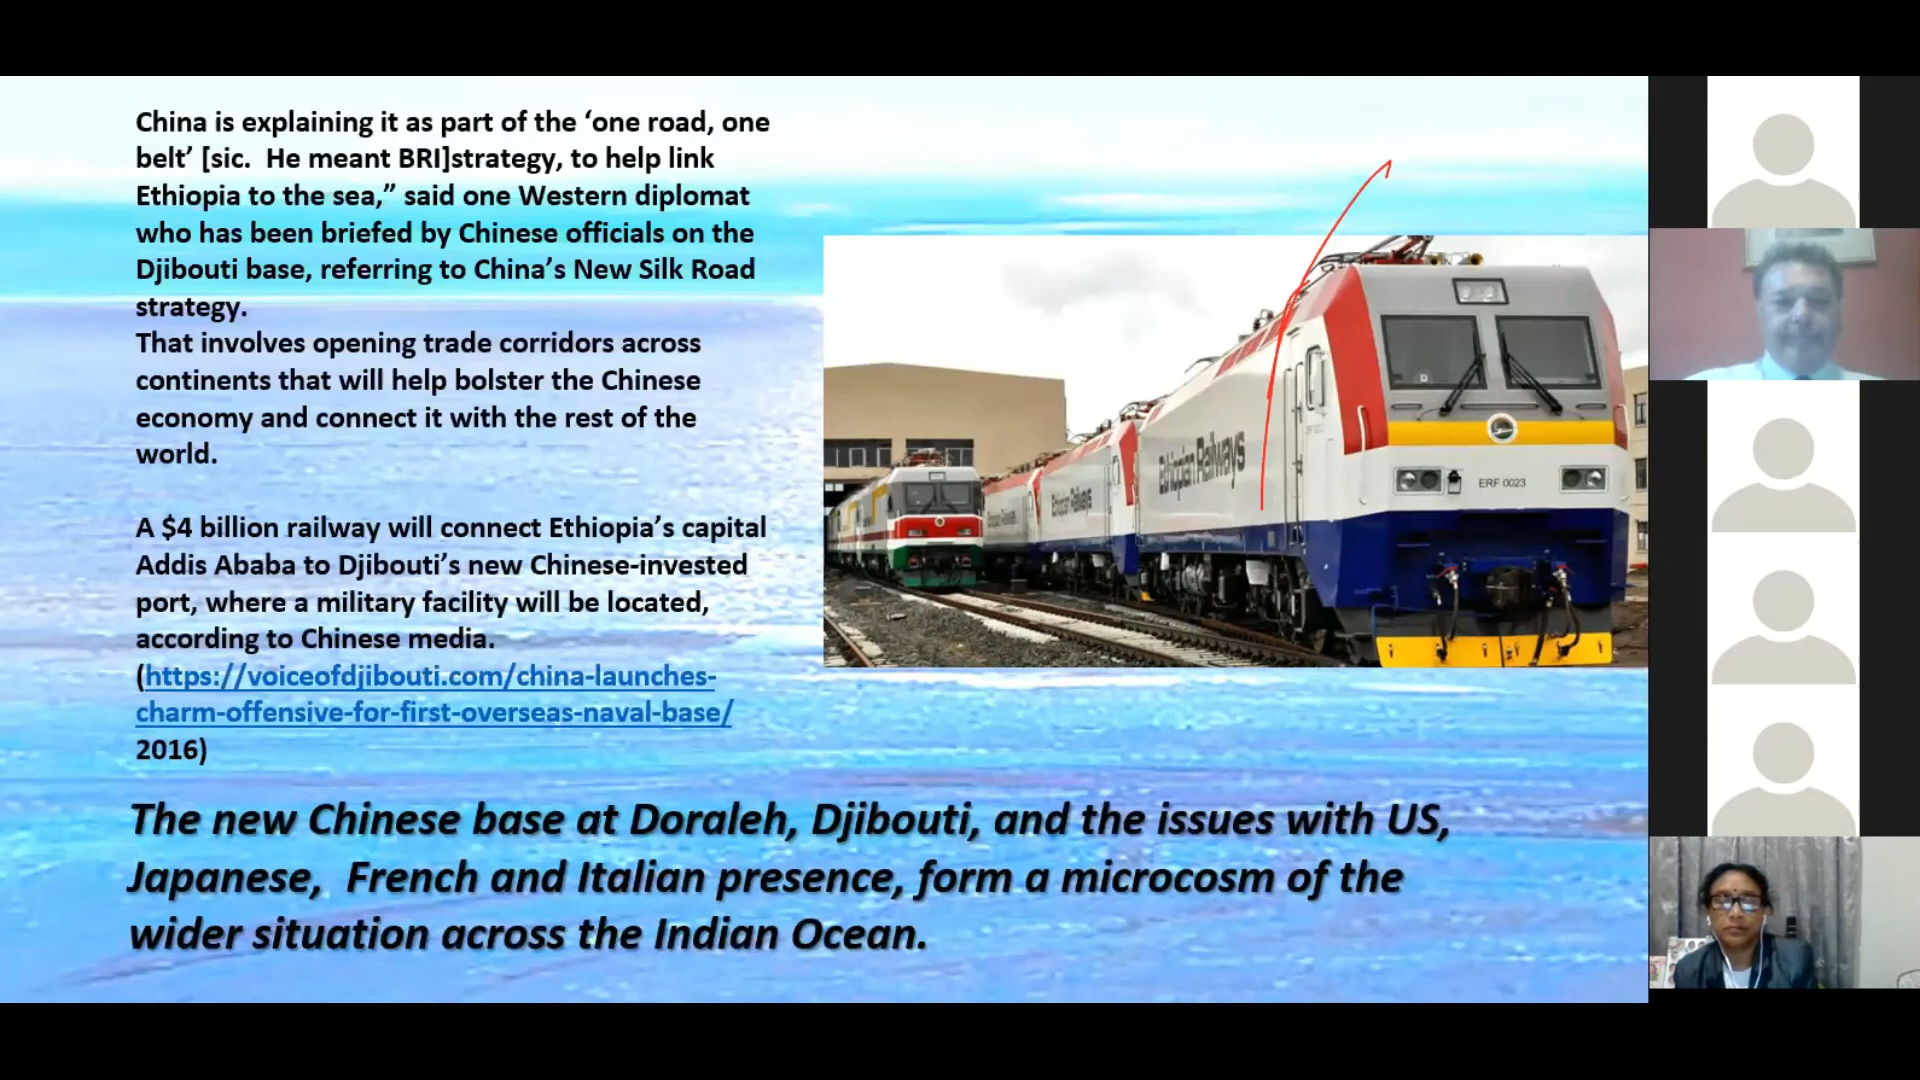 China is explaining it as part of the ‘one road, one
belt’ [sic.  He meant BRI]strategy, to help link
Ethiopia to the sea,” said one Western diplomat
who has been briefed by Chinese officials on the
Djibouti base, referring to China’s New Silk Road
strategy.
That involves opening trade corridors across
continents that will help bolster the Chinese
economy and connect it with the rest of the
world.
A $4 billion railway will connect Ethiopia’s capital
Addis Ababa to Djibouti’s new Chinese-invested
port, where a military facility will be located,
according to Chinese media.
(https://voiceofdjibouti.com/china-launches-
charm-offensive-for-first-overseas-naval-base/
2016)
Ethiopian Railways
Ethiopian Railways
ERF 0023
The new Chinese base at Doraleh, Djibouti, and the issues with US,
Japanese,  French and Italian presence, form a microcosm of the
wider situation across the Indian Ocean.